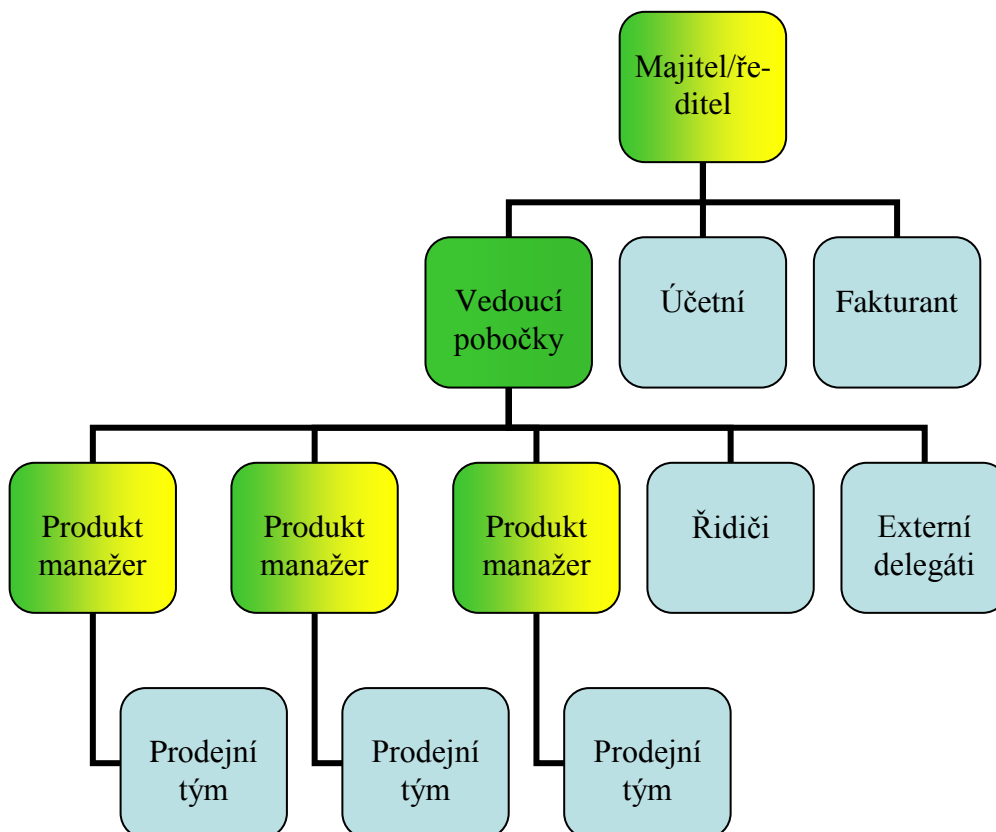 Majitel/ře-
ditel
Vedoucí
pobočky
Účetní
Fakturant
Produkt
manažer
Produkt
manažer
Produkt
manažer
Řidiči
Externí
delegáti
Prodejní
tým
Prodejní
tým
Prodejní
tým